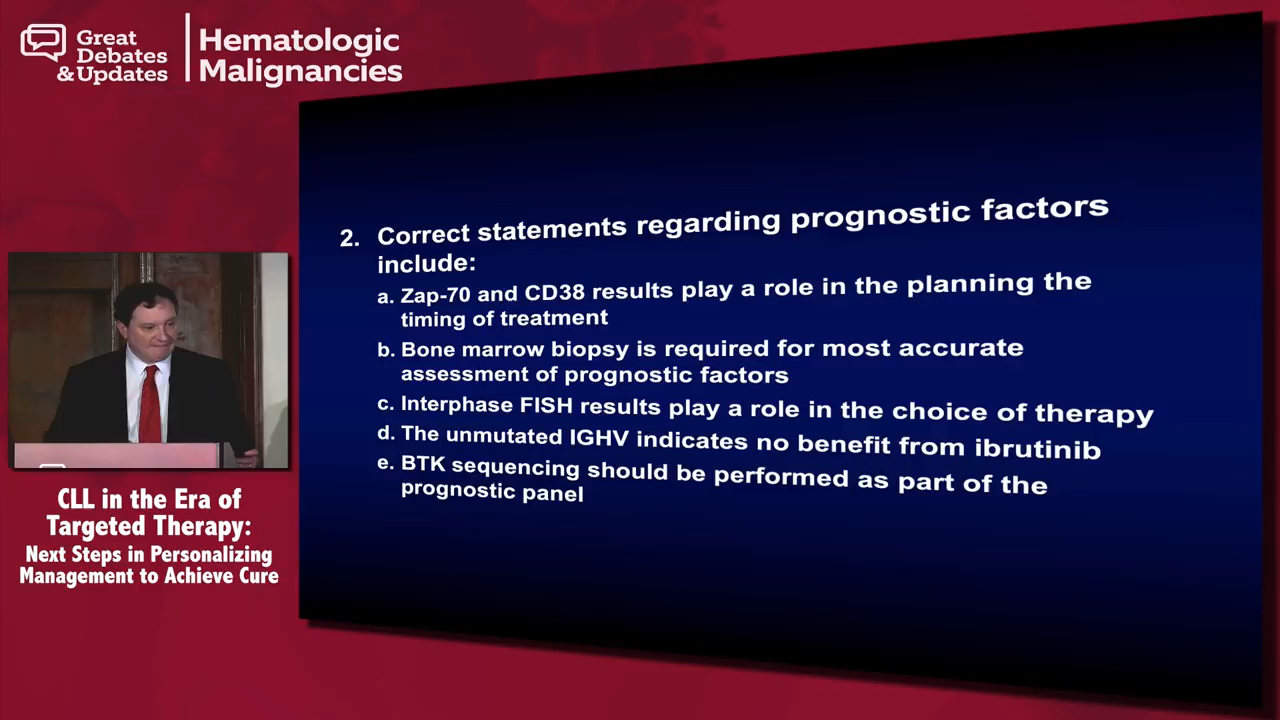 Great
Debates
& Updates
Hematologic
Malignancies
2. Correct statements regarding prognostic factors
include:
a. Zap-70 and CD38 results play a role in the planning the
timing of treatment
b. Bone marrow biopsy is required for most accurate
assessment of prognostic factors
c. Interphase FISH results play a role in the choice of therapy
d. The unmutated IGHV indicates no benefit from ibrutinib
e. BTK sequencing should be performed as part of the
prognostic panel
CLL in the Era of
Targeted Therapy:
Next Steps in Personalizing
Management to Achieve Cure